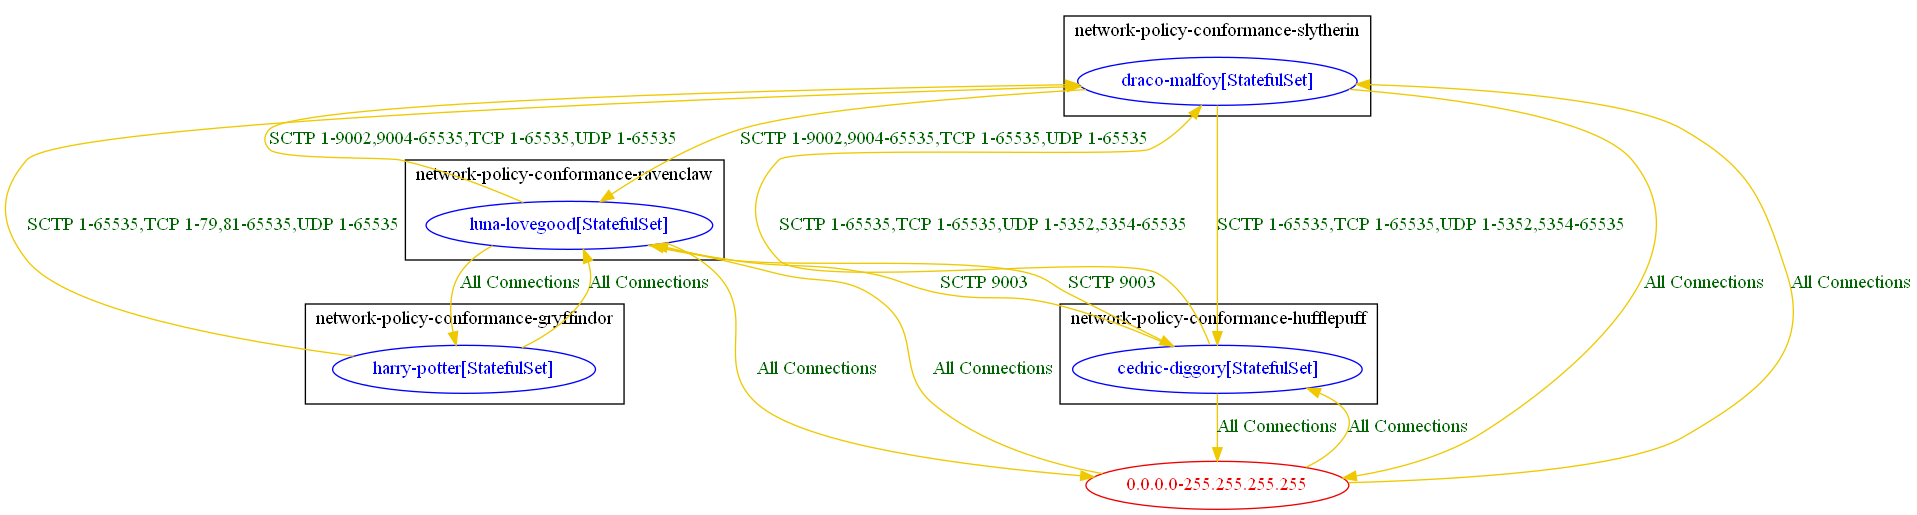 network-policy-conformance-slytherin
draco-malfoy[StatefulSet]
SCTP 1-9002,9004-65535,TCP 1-65535,UDP 1-65535
SCTP 1-9002,9004-65535,TCP 1-65535,UDP 1-65535
network-policy-conformance-ravenclaw
luna-lovegood[StatefulSet]
SCTP 1-65535,TCP 1-79,81-65535,UDP 1-65535
SCTP 1-65535,TCP 1-65535,UDP 1-5352,5354-65535
SCTP 1-65535,TCP 1-65535,UDP 1-5352,5354-65535
All Connections
All Connections
SCTP 9003
SCTP 9003
All Connections
All Connections
network-policy-conformance-gryffindor
harry-potter[StatefulSet]
network-policy-conformance-hufflepuff
cedric-diggory[StatefulSet]
All Connections
All Connections
All Connections
All Connections
0.0.0.0-255.255.255.255